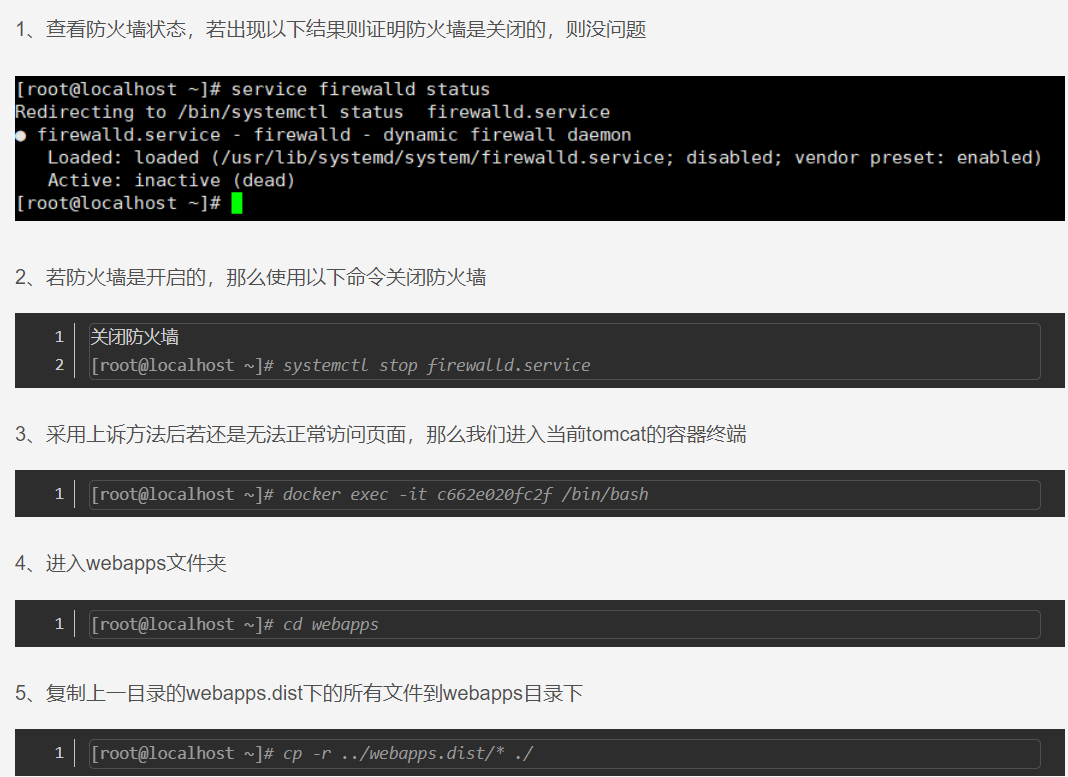 1、查看防火墙状态，若出现以下结果则证明防火墙是关闭的，则没问题
[root@localhost ~]# service firewalld status
Redirecting to /bin/systemctl status  firewalld.service
● firewalld.service - firewalld - dynamic firewall daemon
   Loaded: loaded (/usr/lib/systemd/system/firewalld.service; disabled; vendor preset: enabled)
   Active: inactive (dead)
[root@localhost ~]#
2、若防火墙是开启的，那么使用以下命令关闭防火墙
1 关闭防火墙
2 [root@localhost ~]# systemctl stop firewalld.service
3、采用上诉方法后若还是无法正常访问页面，那么我们进入当前tomcat的容器终端
1 [root@localhost ~]# docker exec -it c662e020fc2f /bin/bash
4、进入webapps文件夹
1 [root@localhost ~]# cd webapps
5、复制上一目录的webapps.dist下的所有文件到webapps目录下
1 [root@localhost ~]# cp -r ../webapps.dist/* ./